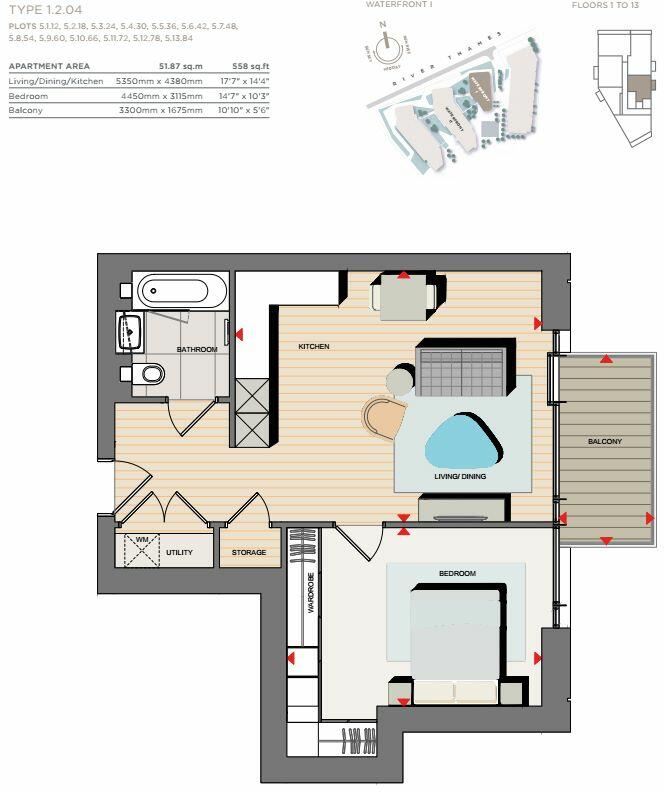 TYPE 1.2.04
PLOTS 5.1.12, 5.2.18, 5.3.24, 5.4.30, 5.5.36, 5.6.42, 5.7.48,
5.8.54, 5.9.60, 5.10.66, 5.11.72, 5.12.78, 5.13.84
APARTMENT AREA 51.87 sq.m 558 sq.ft
Living/Dining/Kitchen 5350mm x 4380mm 17'7" x 14'4"
Bedroom 4450mm x 3115mm 14'7" x 10'3"
Balcony 3300mm x 1675mm 10'10" x 5'6"
WATERFRONT I
FLOORS 1 TO 13
N
RIVER THAMES
WATERFRONT I
WATERFRONT II
BATHROOM
KITCHEN
BALCONY
LIVING/ DINING
WM
UTILITY
STORAGE
WARDROBE
BEDROOM